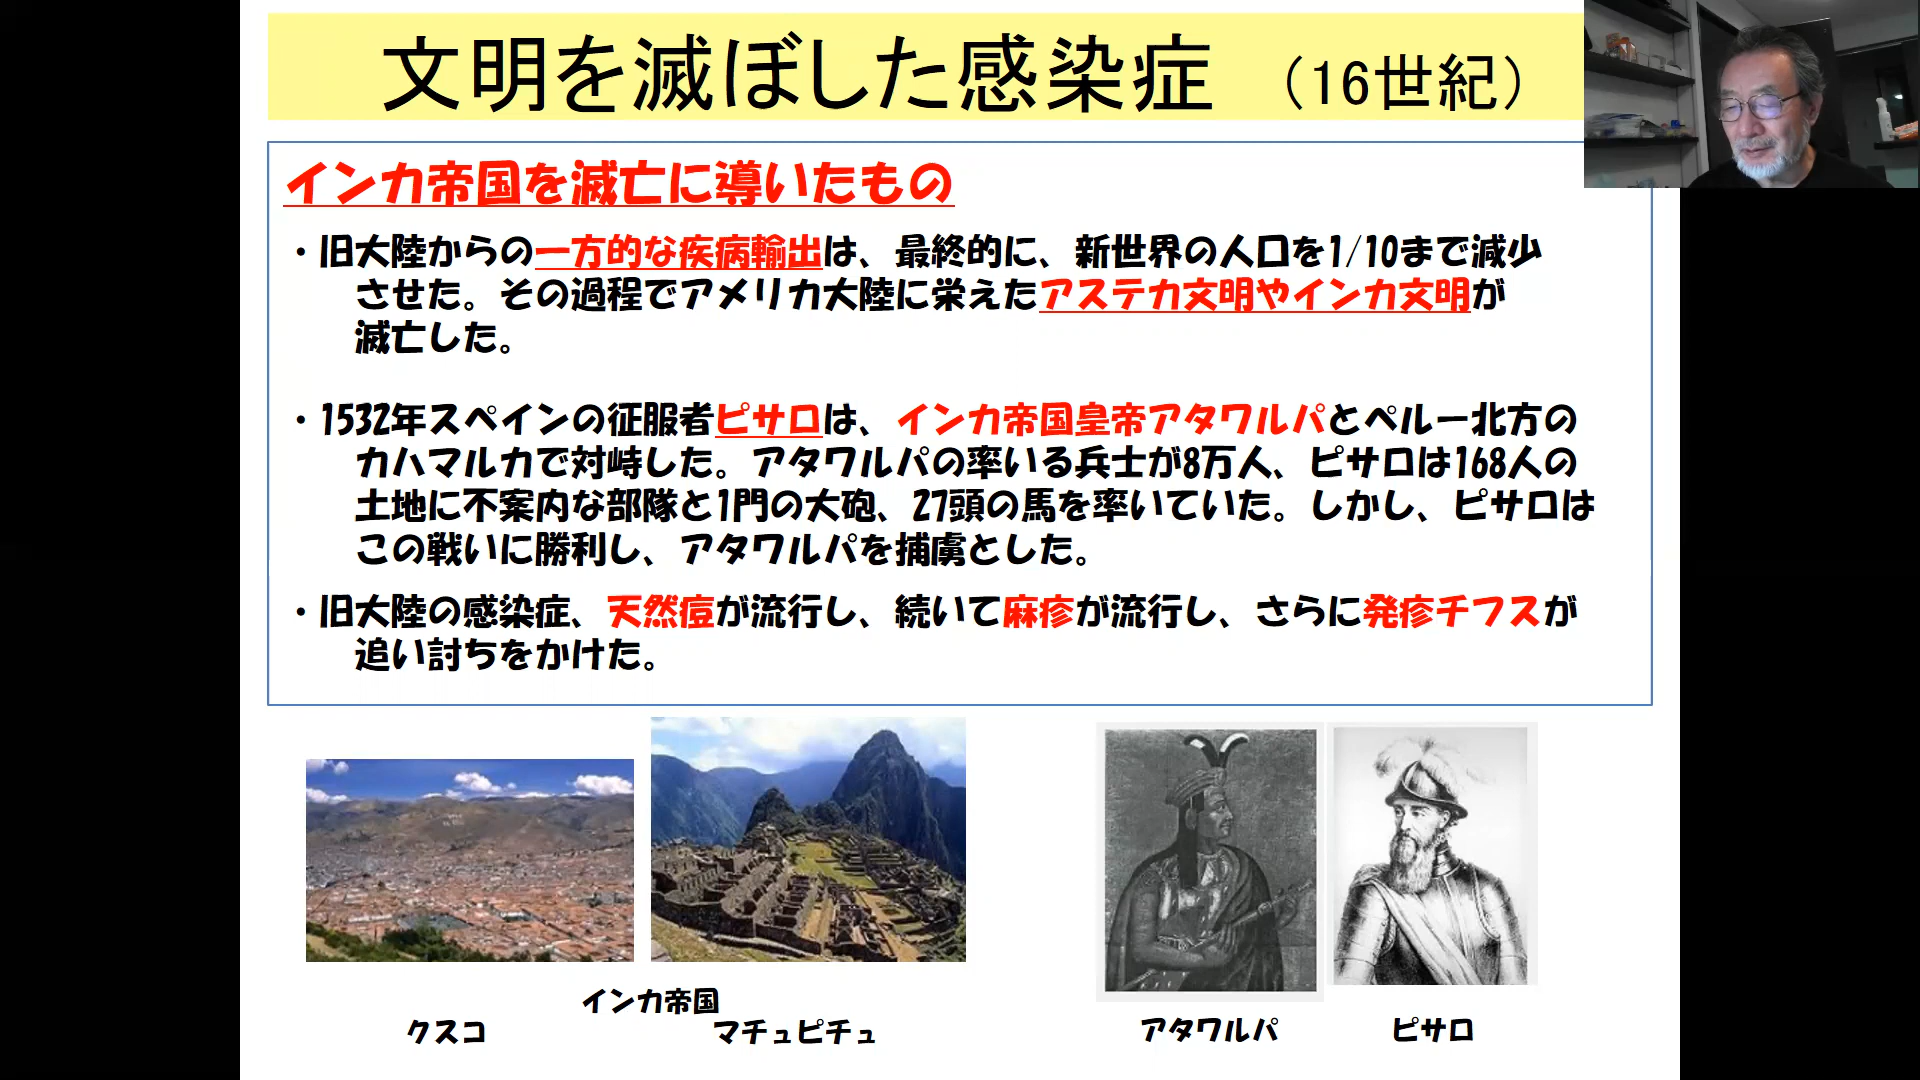 文明を滅ぼした感染症 （16世紀）
インカ帝国を滅亡に導いたもの
・旧大陸からの一方的な疾病輸出は、最終的に、新世界の人口を1/10まで減少
させた。その過程でアメリカ大陸に栄えたアステカ文明やインカ文明が
滅亡した。
・1532年スペインの征服者ピサロは、インカ帝国皇帝アタワルパとペルー北方の
カハマルカで対峙した。アタワルパの率いる兵士が8万人、ピサロは168人の
土地に不案内な部隊と1門の大砲、27頭の馬を率いていた。しかし、ピサロは
この戦いに勝利し、アタワルパを捕虜とした。
・旧大陸の感染症、天然痘が流行し、続いて麻疹が流行し、さらに発疹チフスが
追い討ちをかけた。
インカ帝国
クスコ
マチュピチュ
アタワルパ
ピサロ